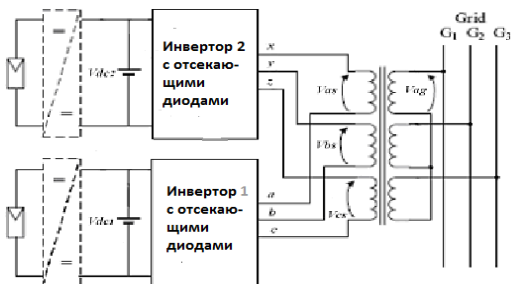 Grid
G1 G2 G3
Инвертор 2
с отсекаю-
щими
диодами
x
y
z
=
Vdc2
=
Vas
Vag
Vbs
Vcs
Инвертор 1
с отсекаю-
щими
диодами
a
b
c
=
Vdc1
=